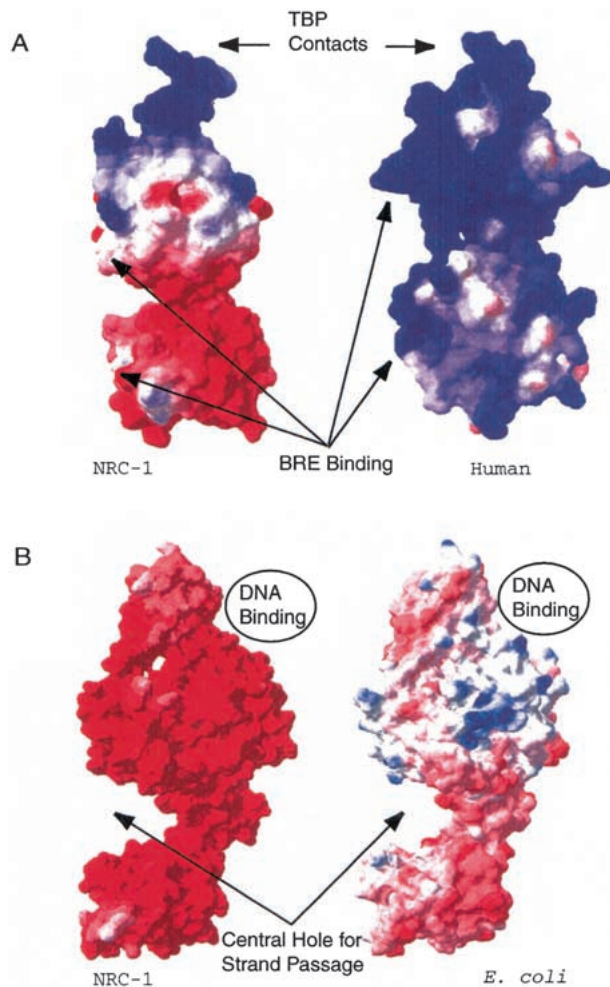 A
TBP
Contacts
BRE Binding
NRC-1
Human
B
DNA
Binding
DNA
Binding
Central Hole for
Strand Passage
NRC-1
E. coli